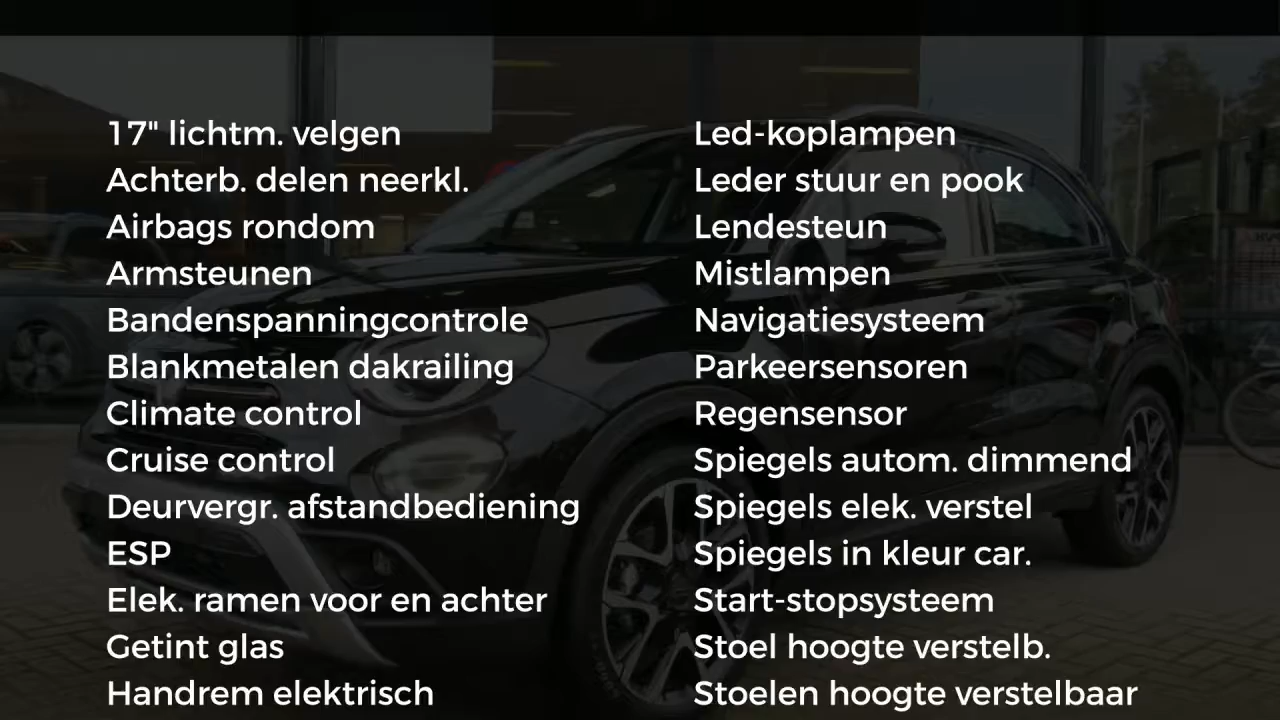 17" lichtm. velgen
Achterb. delen neerkl.
Airbags rondom
Armsteunen
Bandenspanningcontrole
Blankmetalen dakrailing
Climate control
Cruise control
Deurvergr. afstandbediening
ESP
Elek. ramen voor en achter
Getint glas
Handrem elektrisch
Led-koplampen
Leder stuur en pook
Lendesteun
Mistlampen
Navigatiesysteem
Parkeersensoren
Regensensor
Spiegels autom. dimmend
Spiegels elek. verstel
Spiegels in kleur car.
Start-stopsysteem
Stoel hoogte verstelb.
Stoelen hoogte verstelbaar